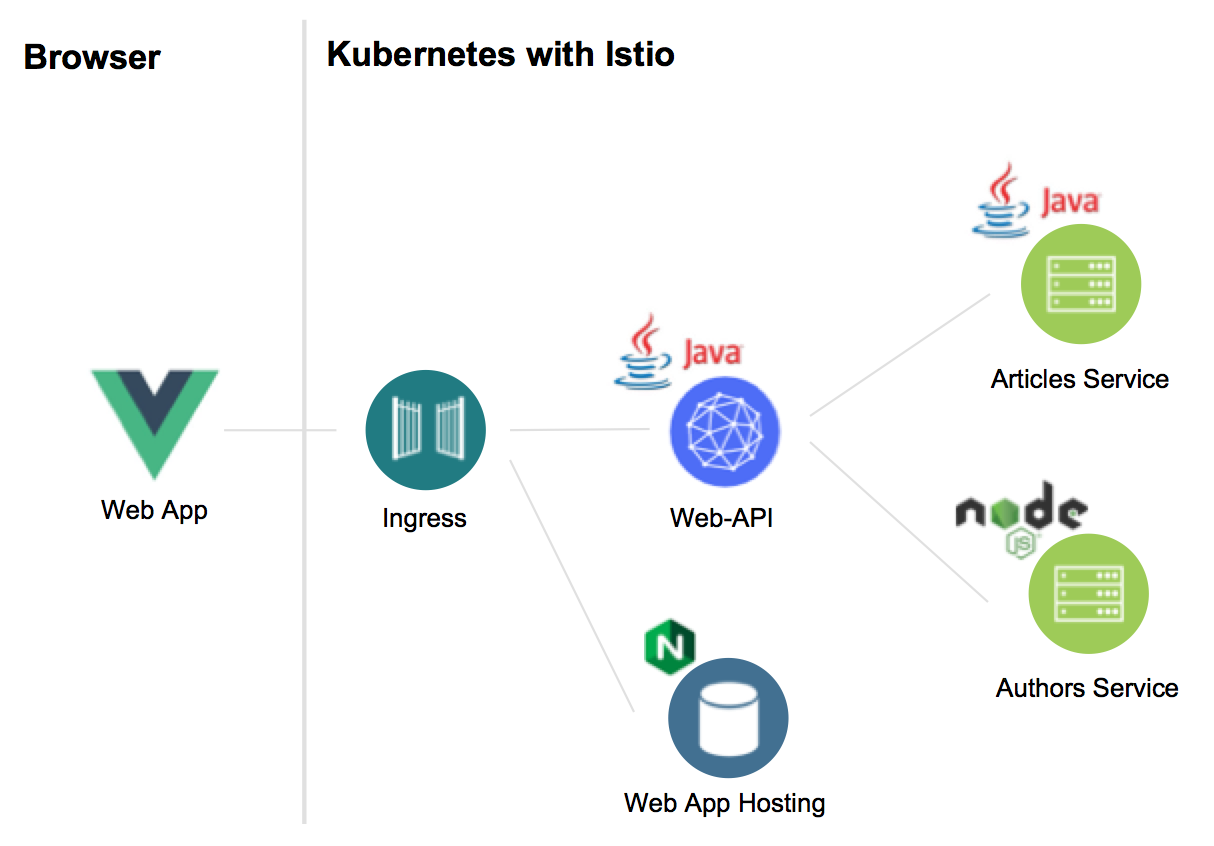 Browser
Kubernetes with Istio
Java
Java
Articles Service
Web App
Ingress
Web-API
node
JS
N
Authors Service
Web App Hosting